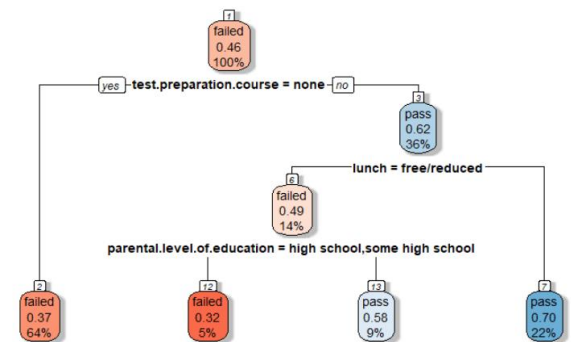 1
failed
0.46
100%
yes test.preparation.course = none no
3
pass
0.62
36%
lunch = free/reduced
6
failed
0.49
14%
parental.level.of.education = high school,some high school
2
failed
0.37
64%
12
failed
0.32
5%
13
pass
0.58
9%
7
pass
0.70
22%